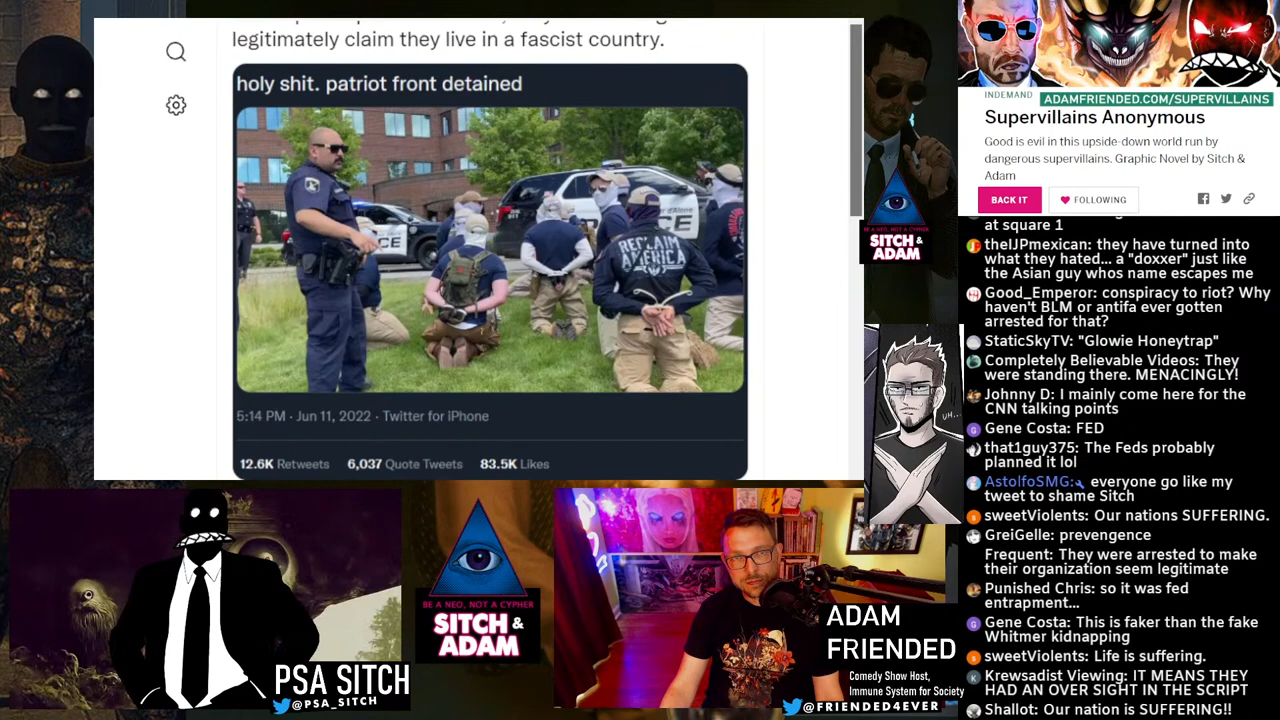 legitimately claim they live in a fascist country.
holy shit. patriot front detained
RECLAIM
AMERICA
5:14 PM · Jun 11, 2022 · Twitter for iPhone
12.6K Retweets 6,037 Quote Tweets 83.5K Likes
BE A NEO, NOT A CYPHER
SITCH &
ADAM
UH...
INDEMAND
ADAMFRIENDED.COM/SUPERVILLAINS
Supervillains Anonymous
Good is evil in this upside-down world run by
dangerous supervillains. Graphic Novel by Sitch &
Adam
BACK IT
FOLLOWING
at square 1
theIJPmexican: they have turned into
what they hated... a "doxxer" just like
the Asian guy whos name escapes me
Good_Emperor: conspiracy to riot? Why
haven't BLM or antifa ever gotten
arrested for that?
StaticSkyTV: "Glowie Honeytrap"
Completely Believable Videos: They
were standing there. MENACINGLY!
Johnny D: I mainly come here for the
CNN talking points
Gene Costa: FED
that1guy375: The Feds probably
planned it lol
AstolfoSMG: everyone go like my
tweet to shame Sitch
sweetViolents: Our nations SUFFERING.
GreiGelle: prevengence
Frequent: They were arrested to make
their organization seem legitimate
Punished Chris: so it was fed
entrapment...
Gene Costa: This is faker than the fake
Whitmer kidnapping
sweetViolents: Life is suffering.
Krewsadist Viewing: IT MEANS THEY
HAD AN OVER SIGHT IN THE SCRIPT
Shallot: Our nation is SUFFERING!!
PSA SITCH
@PSA_SITCH
BE A NEO, NOT A CYPHER
SITCH &
ADAM
ADAM
FRIENDED
Comedy Show Host,
Immune System for Society
@FRIENDED4EVER